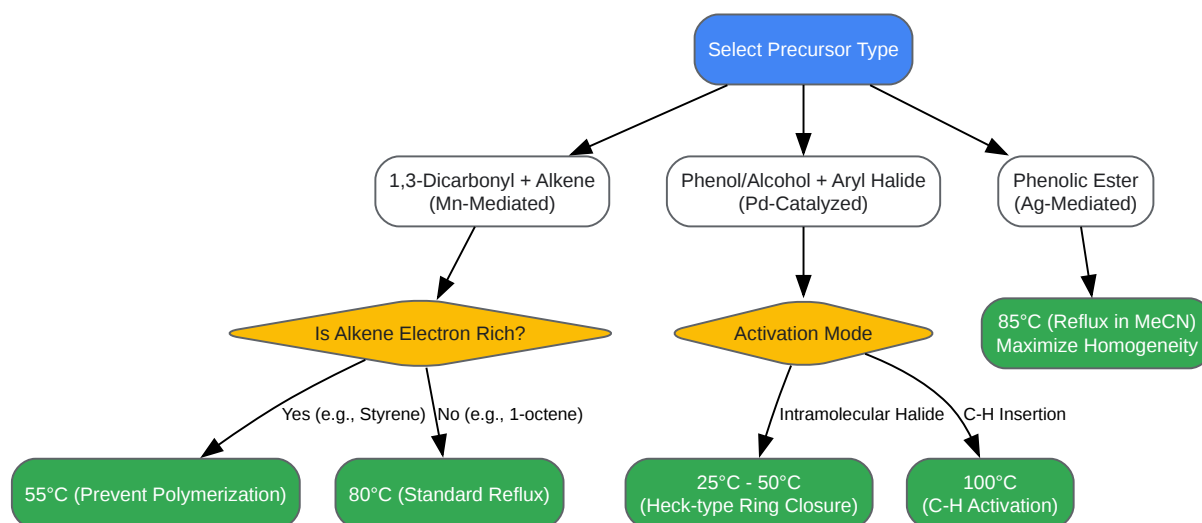 Select Precursor Type
1,3-Dicarbonyl + Alkene
(Mn-Mediated)
Phenol/Alcohol + Aryl Halide
(Pd-Catalyzed)
Phenolic Ester
(Ag-Mediated)
Is Alkene Electron Rich?
Activation Mode
85°C (Reflux in MeCN)
Maximize Homogeneity
Yes (e.g., Styrene)
No (e.g., 1-octene)
Intramolecular Halide
C-H Insertion
55°C (Prevent Polymerization)
80°C (Standard Reflux)
25°C - 50°C
(Heck-type Ring Closure)
100°C
(C-H Activation)